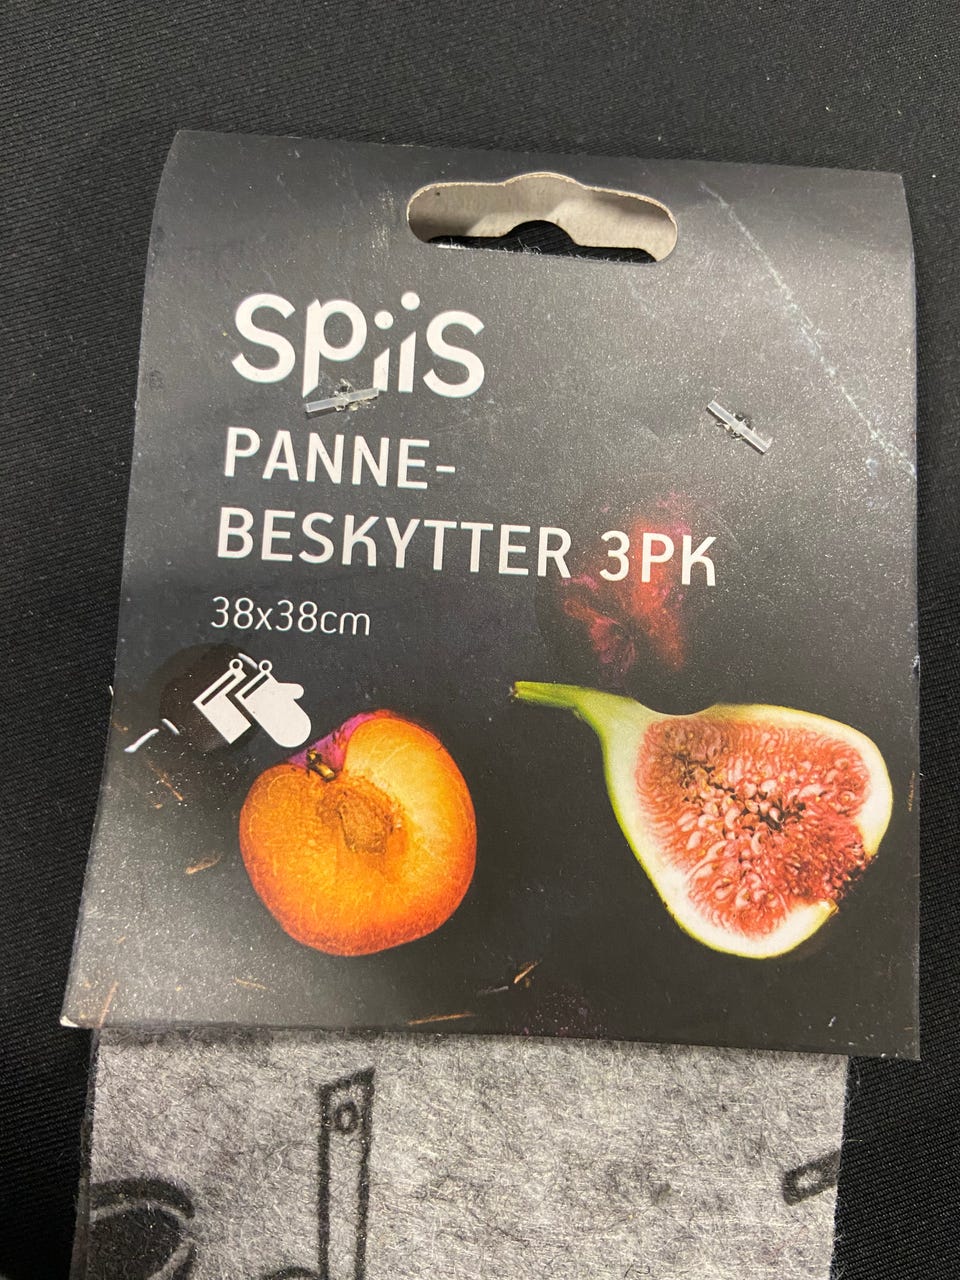 spiis
PANNE-
BESKYTTER 3PK
38x38cm